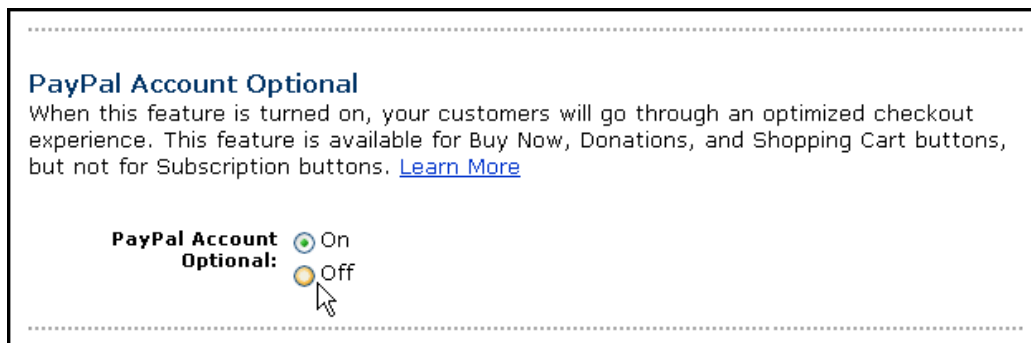 PayPal Account Optional
When this feature is turned on, your customers will go through an optimized checkout
experience. This feature is available for Buy Now, Donations, and Shopping Cart buttons,
but not for Subscription buttons. Learn More
PayPal Account Optional:
On
Off